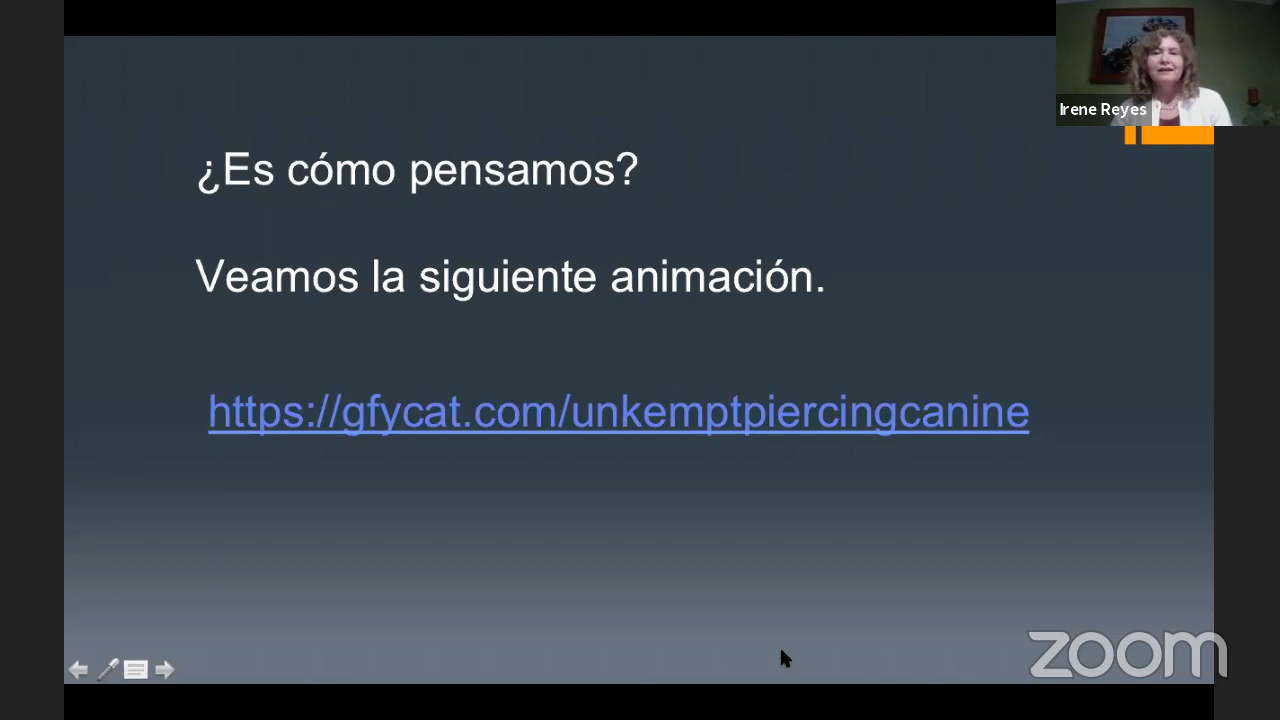 Irene Reyes
¿Es cómo pensamos?
Veamos la siguiente animación.
https://gfycat.com/unkemptpiercingcanine
zoom